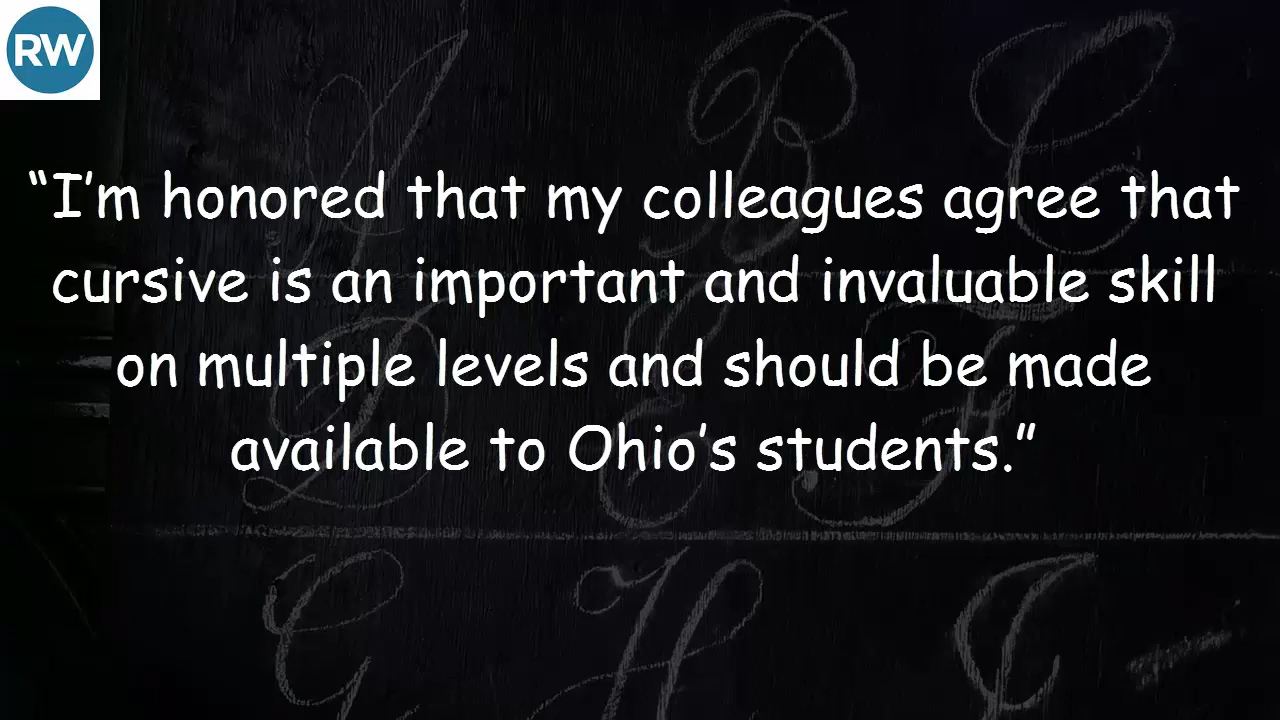 RW
“I’m honored that my colleagues agree that
cursive is an important and invaluable skill
on multiple levels and should be made
available to Ohio’s students.”
A B C
D E F
G H I